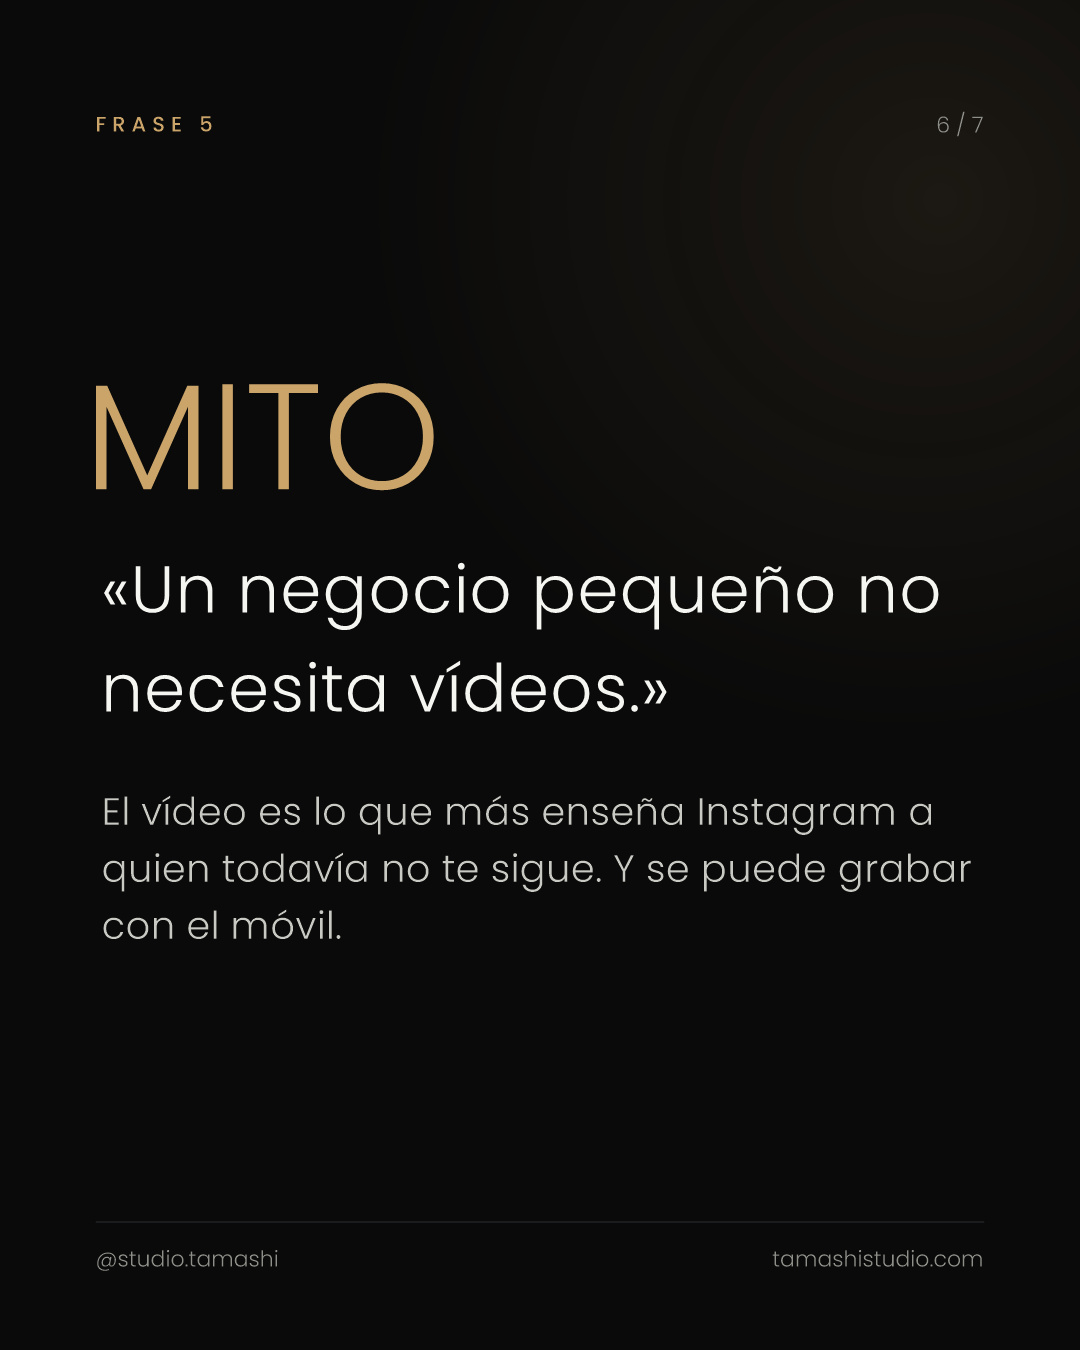 FRASE 5
6 / 7
MITO
«Un negocio pequeño no
necesita vídeos.»
El vídeo es lo que más enseña Instagram a
quien todavía no te sigue. Y se puede grabar
con el móvil.
@studio.tamashi
tamashistudio.com